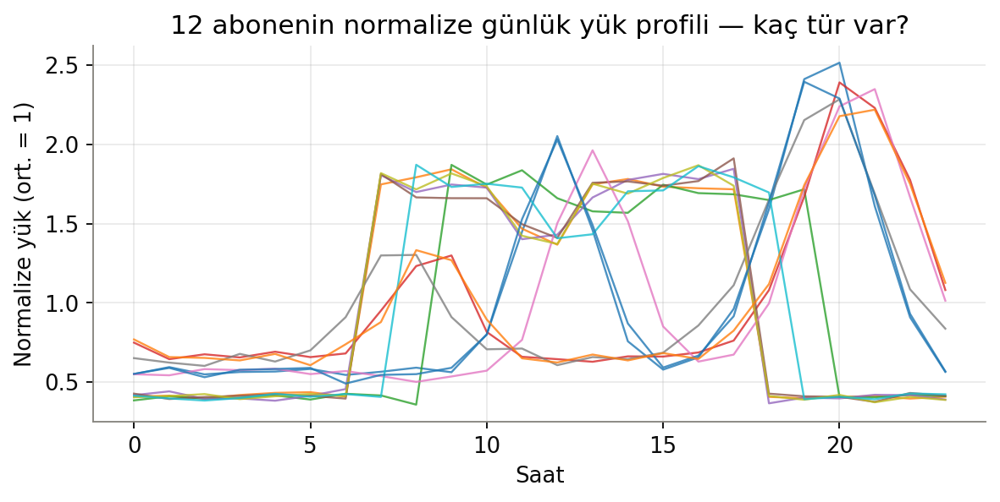 12 abonenin normalize günlük yük profili — kaç tür var?
Normalize yük (ort. = 1)
2.5
2.0
1.5
1.0
0.5
0 5 10 15 20
Saat